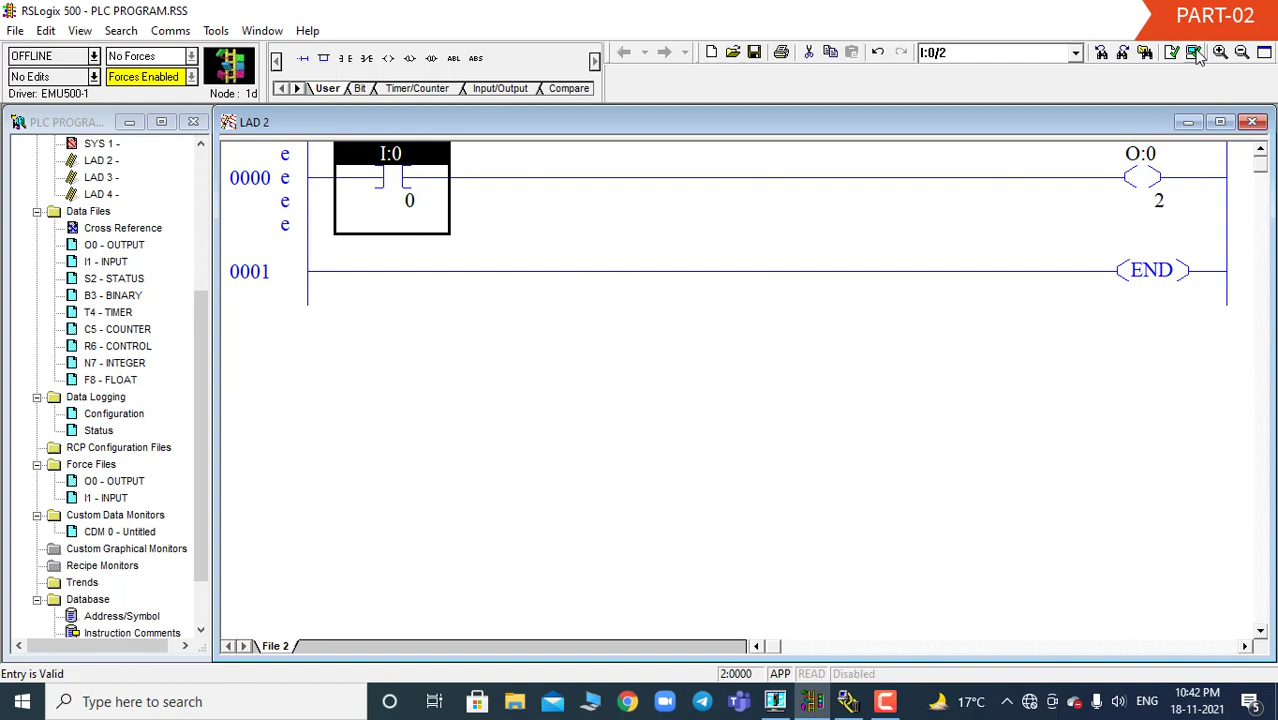 RSLogix 500 - PLC PROGRAM.RSS
PART-02
File Edit View Search Comms Tools Window Help
OFFLINE No Forces
No Edits Forces Enabled
Driver: EMU500-1 Node : 1d
ABL ABS
User Bit Timer/Counter Input/Output Compare
I:0/2
PLC PROGRA...
SYS 1 -
LAD 2 -
LAD 3 -
LAD 4 -
Data Files
Cross Reference
O0 - OUTPUT
I1 - INPUT
S2 - STATUS
B3 - BINARY
T4 - TIMER
C5 - COUNTER
R6 - CONTROL
N7 - INTEGER
F8 - FLOAT
Data Logging
Configuration
Status
RCP Configuration Files
Force Files
O0 - OUTPUT
I1 - INPUT
Custom Data Monitors
CDM 0 - Untitled
Custom Graphical Monitors
Recipe Monitors
Trends
Database
Address/Symbol
Instruction Comments
LAD 2
e I:0 O:0
0000 e
e 0 2
e
0001 END
File 2
Entry is Valid 2:0000 APP READ Disabled
Type here to search
17°C ENG
10:42 PM
18-11-2021
5